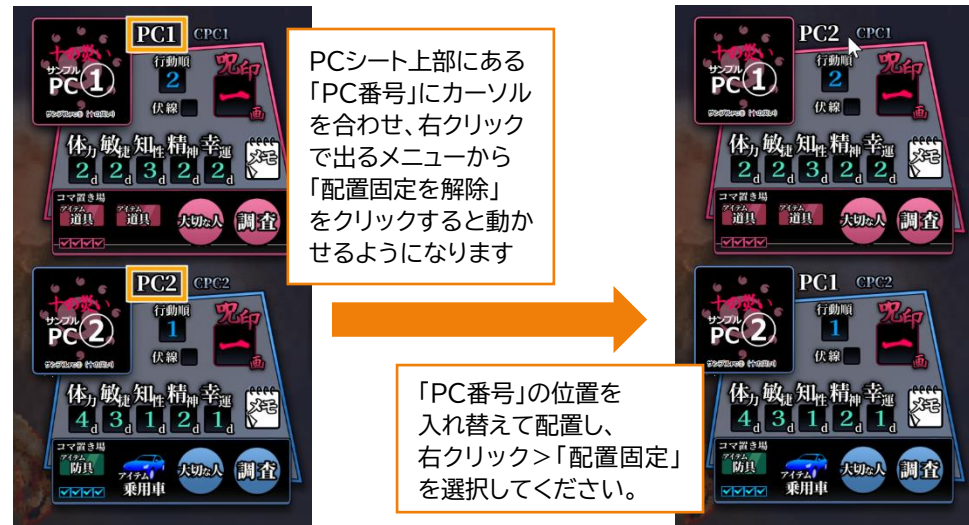 PC1 CPC1
十の災い
サンプル
PC①
行動順
2
呪印
一
画
伏線
体力 敏捷 知性 精神 幸運
2d 2d 3d 2d 2d
メモ
コマ置き場
アイテム 道具
アイテム 道具
大切な人
調査
PC2 CPC2
十の災い
サンプル
PC②
行動順
1
呪印
一
画
伏線
体力 敏捷 知性 精神 幸運
4d 3d 1d 2d 1d
メモ
コマ置き場
アイテム 防具
アイテム 乗用車
大切な人
調査
PCシート上部にある
「PC番号」にカーソル
を合わせ、右クリック
で出るメニューから
「配置固定を解除」
をクリックすると動か
せるようになります
「PC番号」の位置を
入れ替えて配置し、
右クリック>「配置固定」
を選択してください。
PC2 CPC1
十の災い
サンプル
PC①
行動順
2
呪印
一
画
伏線
体力 敏捷 知性 精神 幸運
2d 2d 3d 2d 2d
メモ
コマ置き場
アイテム 道具
アイテム 道具
大切な人
調査
PC1 CPC2
十の災い
サンプル
PC②
行動順
1
呪印
一
画
伏線
体力 敏捷 知性 精神 幸運
4d 3d 1d 2d 1d
メモ
コマ置き場
アイテム 防具
アイテム 乗用車
大切な人
調査